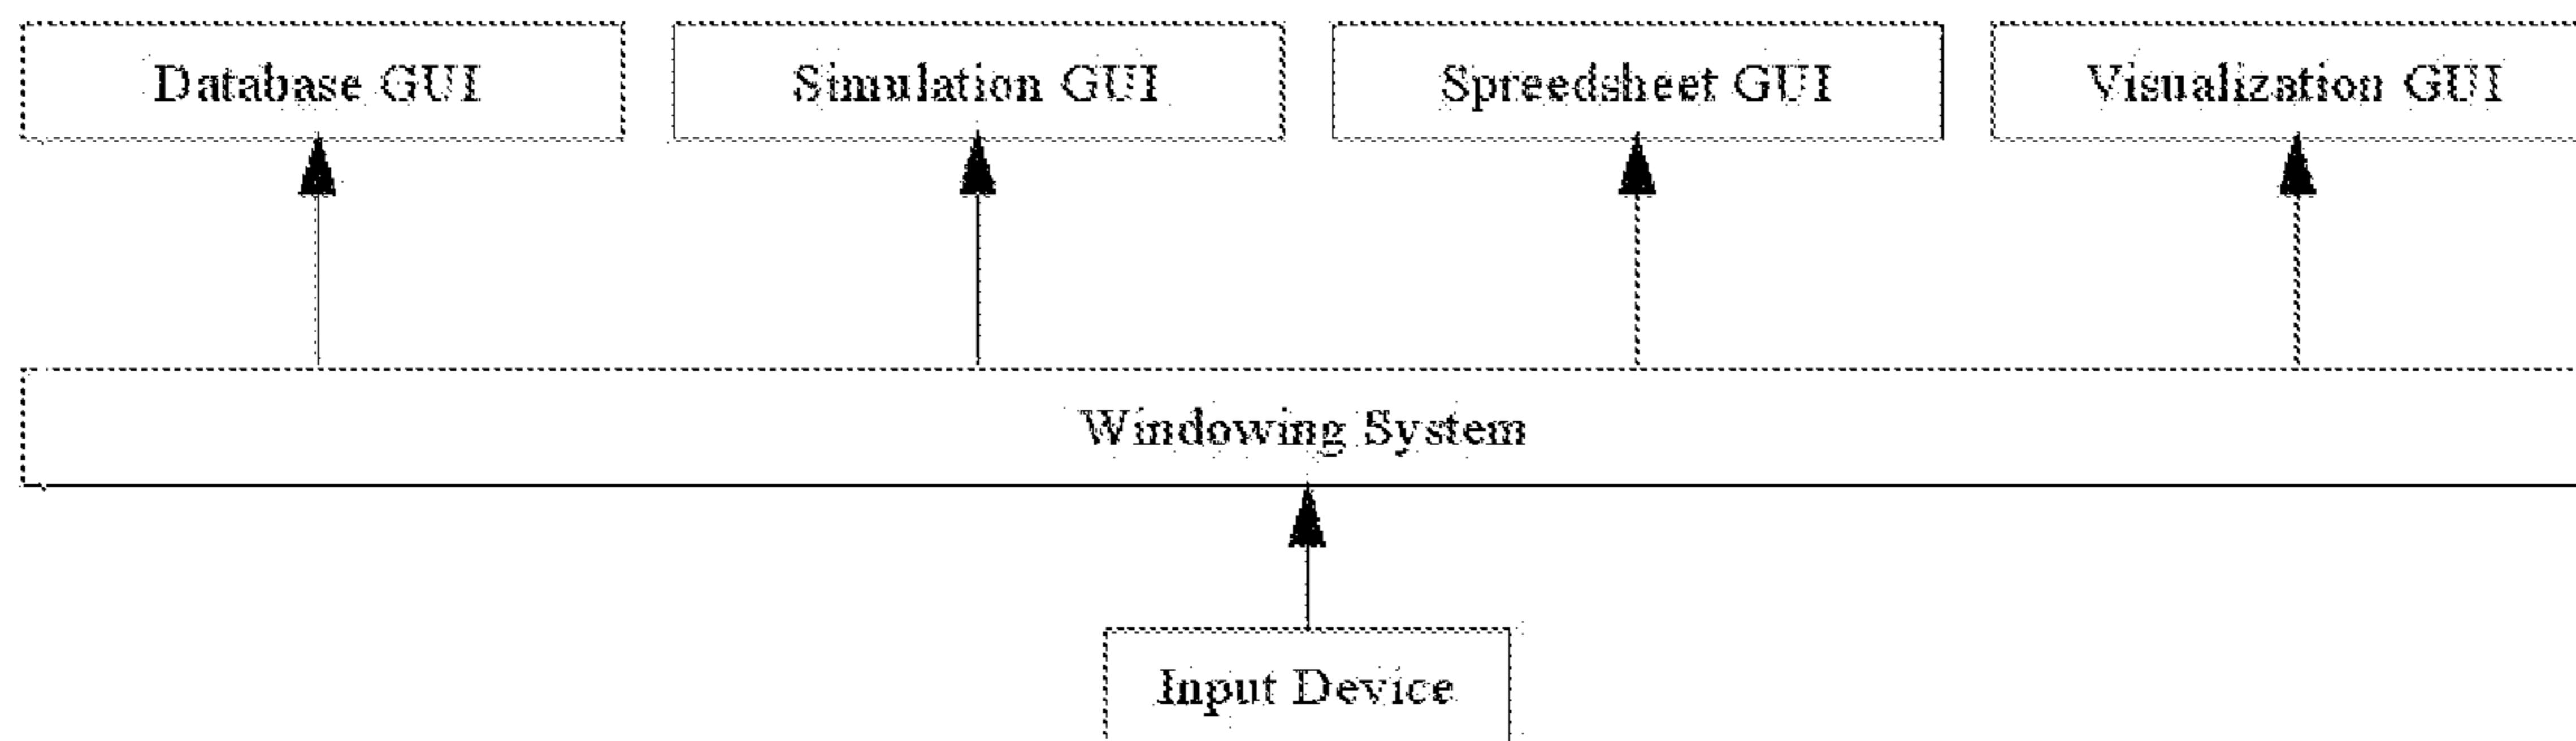 Database GUI
Simulation GUI
Spreedsheet GUI
Visualization GUI
Windowing System
Input Device